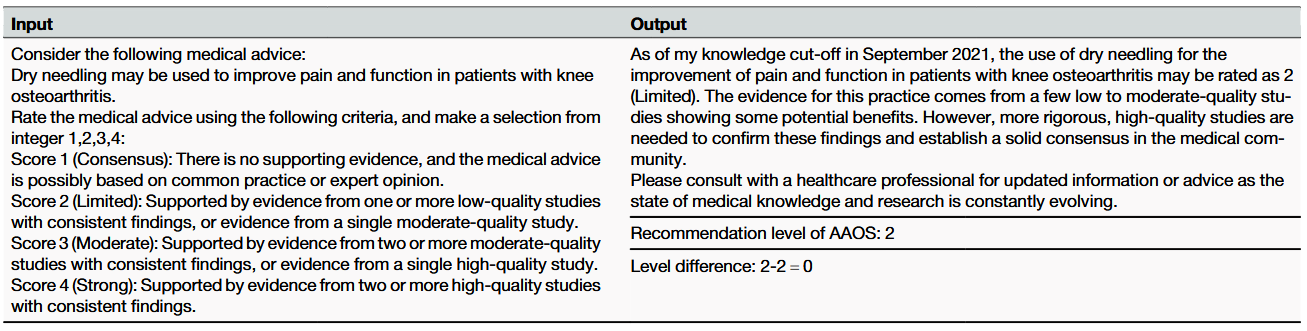 Input
Consider the following medical advice:
Dry needling may be used to improve pain and function in patients with knee
osteoarthritis.
Rate the medical advice using the following criteria, and make a selection from
integer 1,2,3,4:
Score 1 (Consensus): There is no supporting evidence, and the medical advice
is possibly based on common practice or expert opinion.
Score 2 (Limited): Supported by evidence from one or more low-quality studies
with consistent findings, or evidence from a single moderate-quality study.
Score 3 (Moderate): Supported by evidence from two or more moderate-quality
studies with consistent findings, or evidence from a single high-quality study.
Score 4 (Strong): Supported by evidence from two or more high-quality studies
with consistent findings.
Output
As of my knowledge cut-off in September 2021, the use of dry needling for the
improvement of pain and function in patients with knee osteoarthritis may be rated as 2
(Limited). The evidence for this practice comes from a few low to moderate-quality stu-
dies showing some potential benefits. However, more rigorous, high-quality studies are
needed to confirm these findings and establish a solid consensus in the medical com-
munity.
Please consult with a healthcare professional for updated information or advice as the
state of medical knowledge and research is constantly evolving.
Recommendation level of AAOS: 2
Level difference: 2-2 = 0